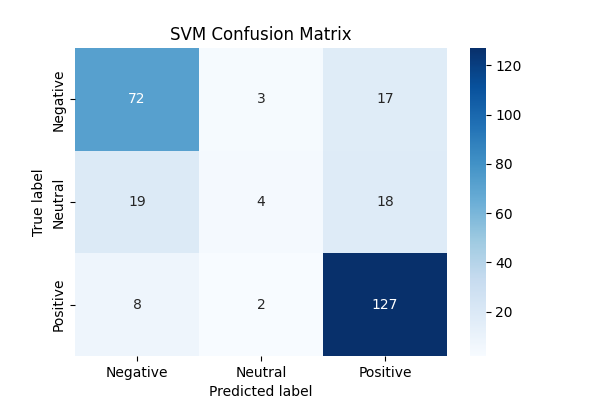 SVM Confusion Matrix
True label
Negative
Neutral
Positive
72 3 17
19 4 18
8 2 127
Negative Neutral Positive
Predicted label
120
100
80
60
40
20